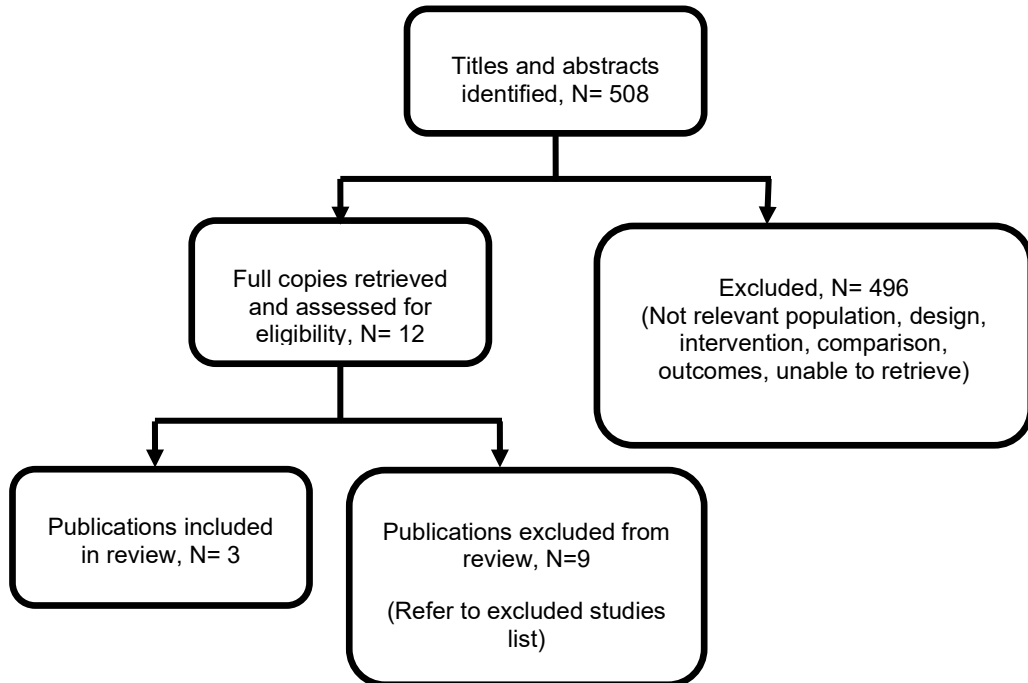 Titles and abstracts
identified, N= 508
Full copies retrieved
and assessed for
eligibility, N= 12
Excluded, N= 496
(Not relevant population, design,
intervention, comparison,
outcomes, unable to retrieve)
Publications included
in review, N= 3
Publications excluded from
review, N=9
(Refer to excluded studies
list)